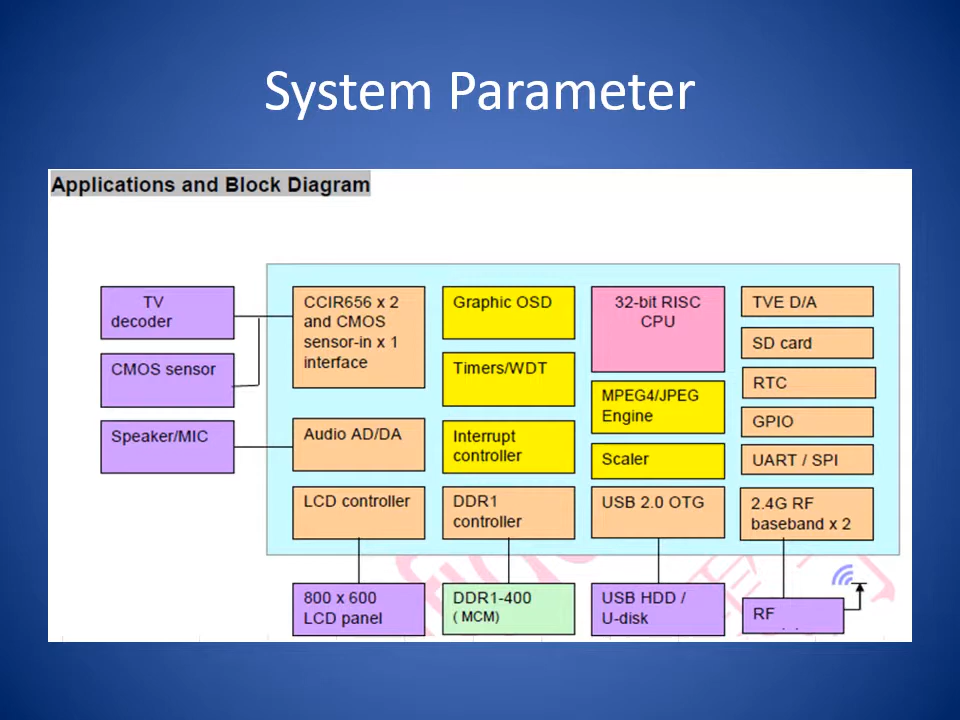 System Parameter
Applications and Block Diagram
TV
decoder
CMOS sensor
Speaker/MIC
CCIR656 x 2
and CMOS
sensor-in x 1
interface
Audio AD/DA
LCD controller
Graphic OSD
Timers/WDT
Interrupt
controller
DDR1
controller
32-bit RISC
CPU
MPEG4/JPEG
Engine
Scaler
USB 2.0 OTG
TVE D/A
SD card
RTC
GPIO
UART / SPI
2.4G RF
baseband x 2
800 x 600
LCD panel
DDR1-400
( MCM)
USB HDD /
U-disk
RF